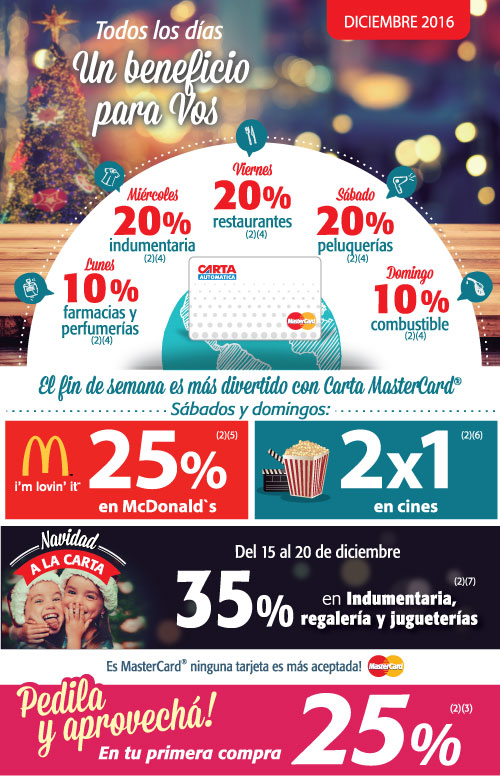 DICIEMBRE 2016
Todos los días
Un beneficio
para Vos
Viernes
20%
restaurantes
(2)(4)
Miércoles
20%
indumentaria
(2)(4)
Sábado
20%
peluquerías
(2)(4)
Lunes
10%
farmacias y
perfumerías
(2)(4)
Domingo
10%
combustible
(2)(4)
CARTA
AUTOMATICA
MasterCard
El fin de semana es más divertido con Carta MasterCard®
Sábados y domingos:
i'm lovin' it™
25% (2)(5)
en McDonald`s
2x1 (2)(6)
en cines
Navidad
A LA CARTA
Del 15 al 20 de diciembre
35% en Indumentaria, (2)(7)
regalería y jugueterías
Es MasterCard® ninguna tarjeta es más aceptada! MasterCard
Pedila
y aprovechá!
En tu primera compra
25% (2)(3)